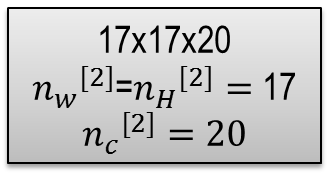 17x17x20
n_w^[2]=n_H^[2] = 17
n_c^[2] = 20